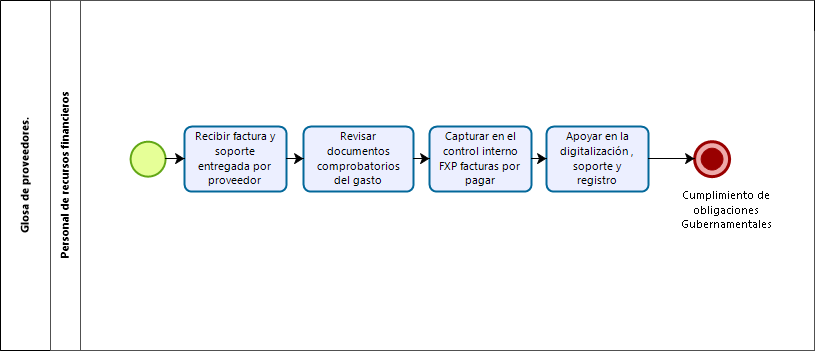 Glosa de proveedores.
Personal de recursos financieros
Recibir factura y
soporte
entregada por
proveedor
Revisar
documentos
comprobatorios
del gasto
Capturar en el
control interno
FXP facturas por
pagar
Apoyar en la
digitalización ,
soporte y
registro
Cumplimiento de
obligaciones
Gubernamentales